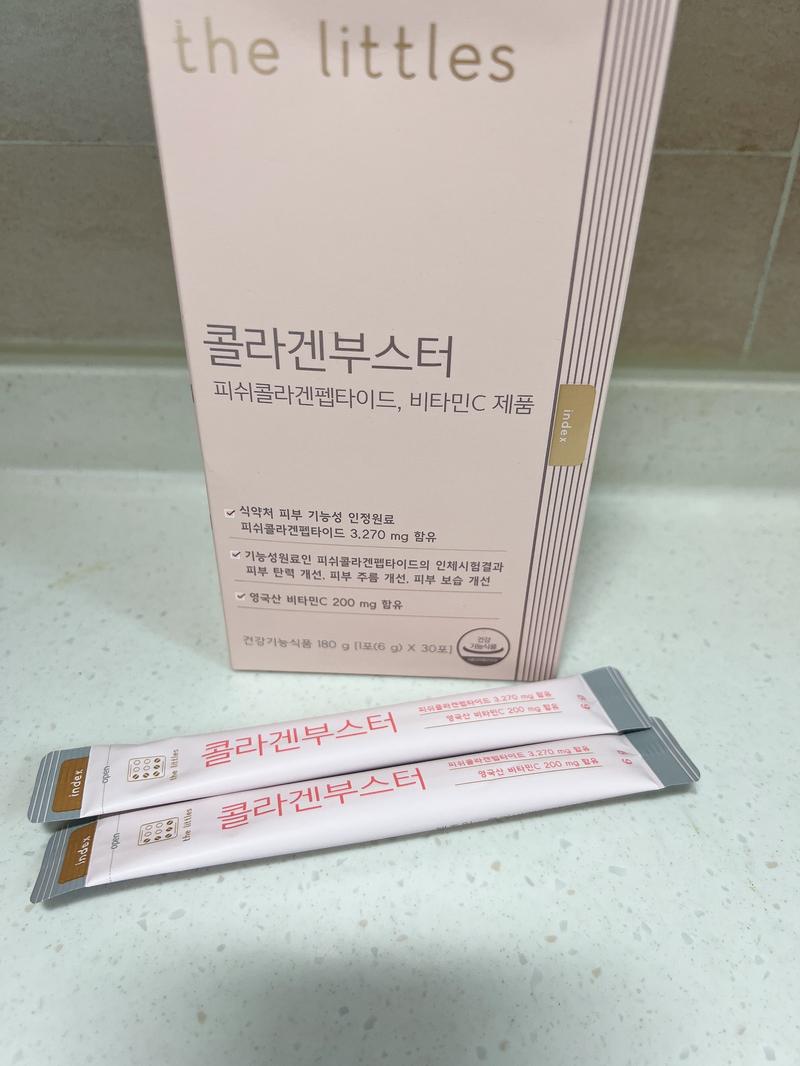 the littles
콜라겐부스터
피쉬콜라겐펩타이드, 비타민C 제품
index
식약처 피부 기능성 인정원료
피쉬콜라겐펩타이드 3,270 mg 함유
기능성원료인 피쉬콜라겐펩타이드의 인체시험결과
피부 탄력 개선, 피부 주름 개선, 피부 보습 개선
영국산 비타민C 200 mg 함유
건강기능식품 180 g [1포(6 g) X 30포]
건강
기능식품
index
open
the littles
콜라겐부스터
피쉬콜라겐펩타이드 3,270 mg 함유
영국산 비타민C 200 mg 함유
6 g
index
open
the littles
콜라겐부스터
피쉬콜라겐펩타이드 3,270 mg 함유
영국산 비타민C 200 mg 함유
6 g